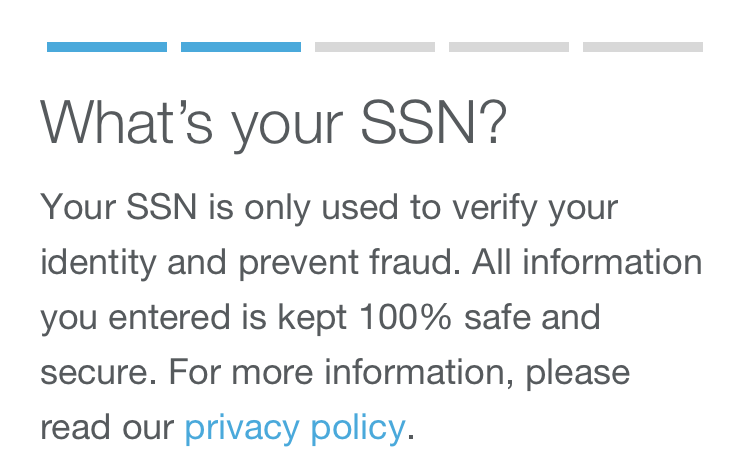 What’s your SSN?
Your SSN is only used to verify your
identity and prevent fraud. All information
you entered is kept 100% safe and
secure. For more information, please
read our privacy policy.